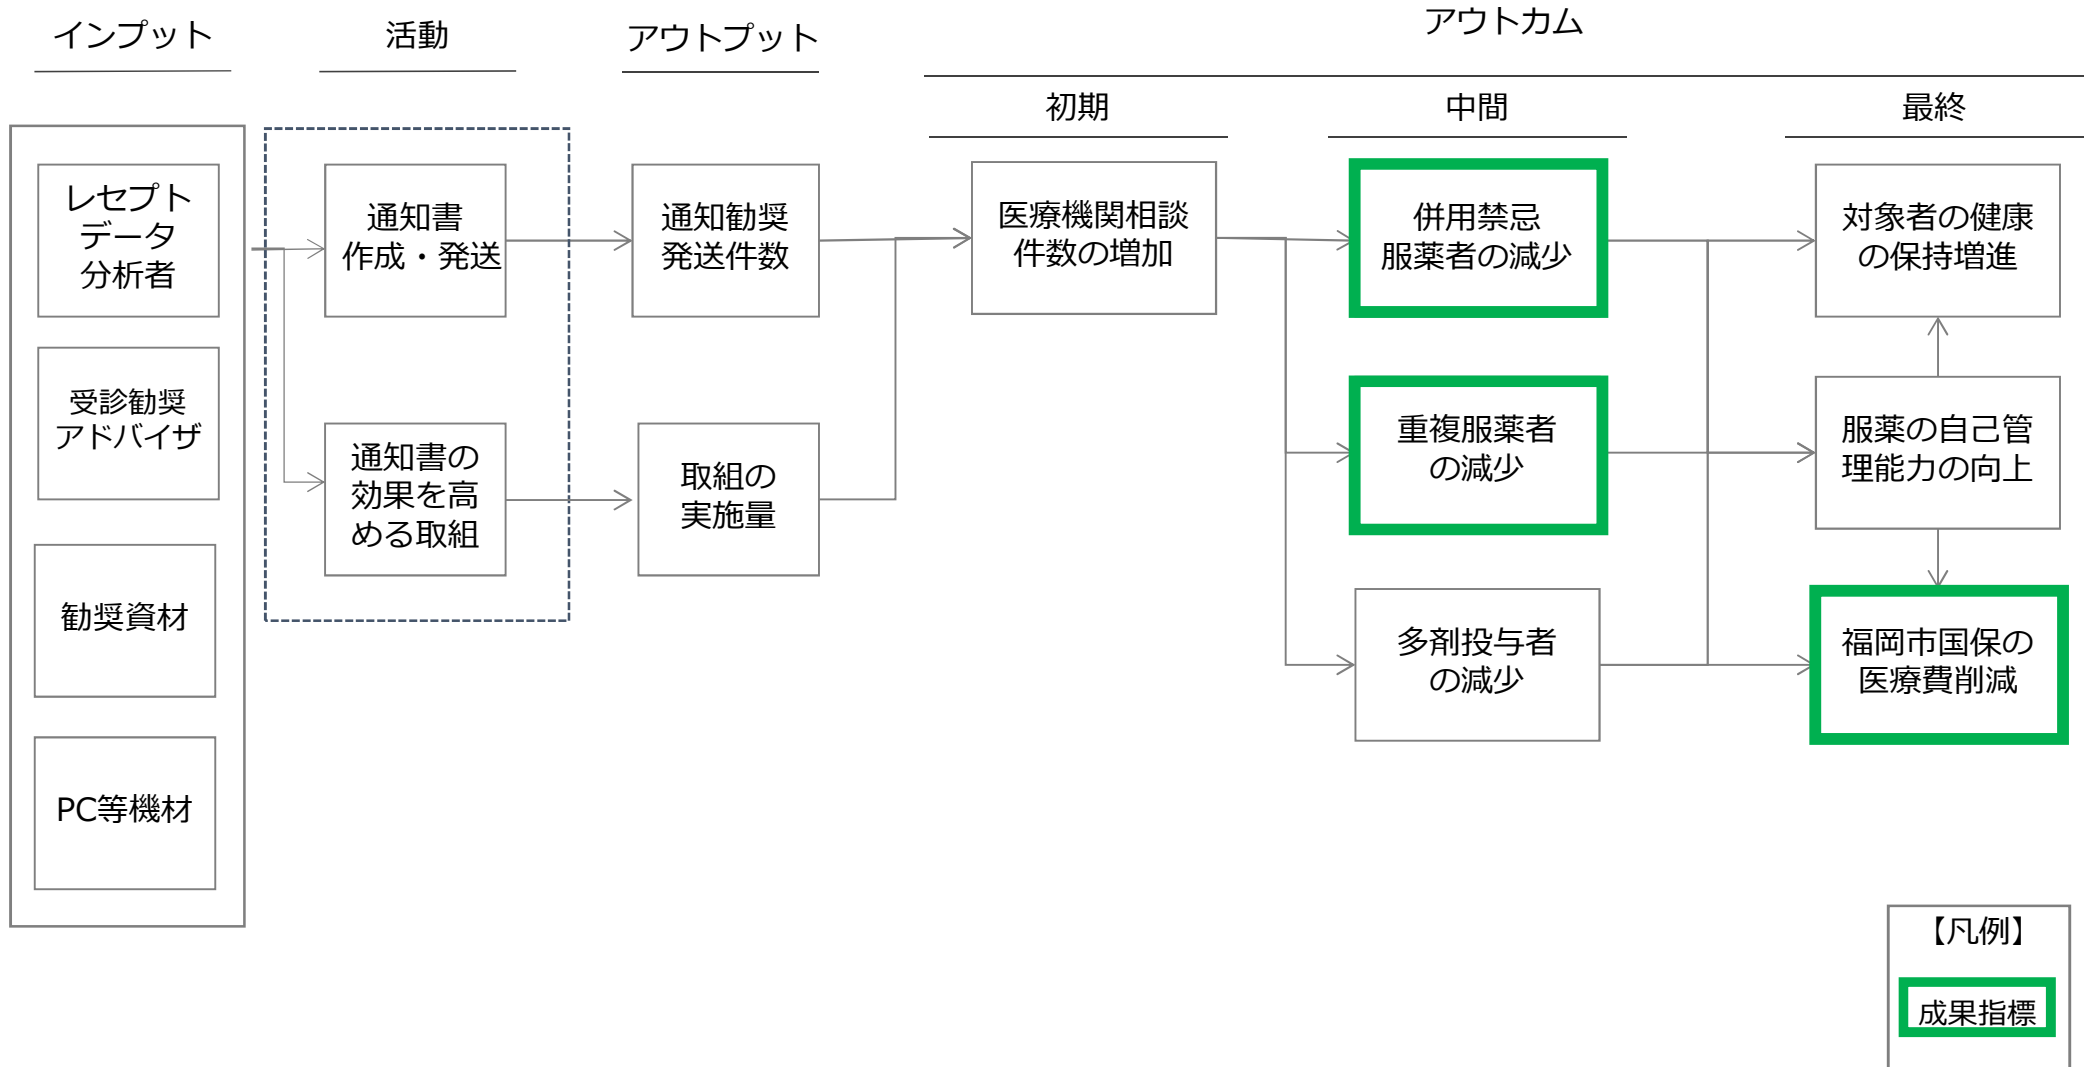 インプット
活動
アウトプット
アウトカム
初期
中間
最終
レセプト
データ
分析者
受診勧奨
アドバイザ
勧奨資材
PC等機材
通知書
作成・発送
通知書の
効果を高
める取組
通知勧奨
発送件数
取組の
実施量
医療機関相談
件数の増加
併用禁忌
服薬者の減少
重複服薬者
の減少
多剤投与者
の減少
対象者の健康
の保持増進
服薬の自己管
理能力の向上
福岡市国保の
医療費削減
【凡例】
成果指標